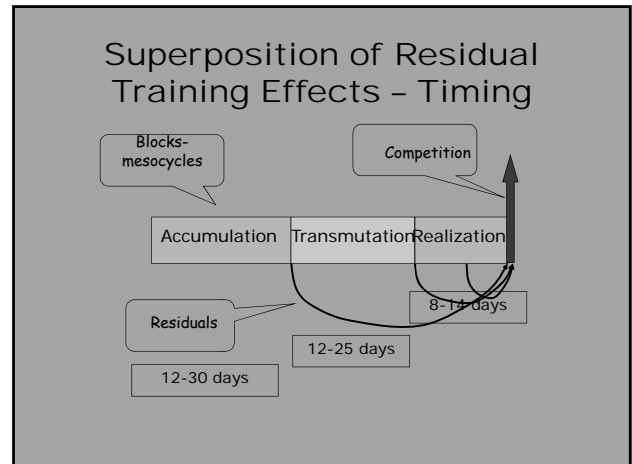 Superposition of Residual
Training Effects – Timing
Blocks-
mesocycles
Competition
Accumulation
Transmutation
Realization
8-14 days
Residuals
12-25 days
12-30 days